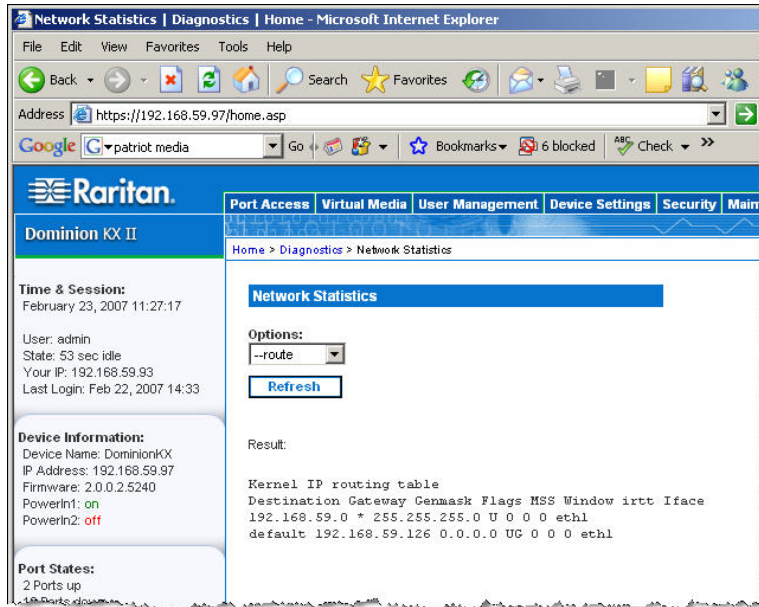 Network Statistics | Diagnostics | Home - Microsoft Internet Explorer
File Edit View Favorites Tools Help
Back Search Favorites
Address https://192.168.59.97/home.asp
Google G patriot media Go Bookmarks 6 blocked ABC Check »
Raritan.
Port Access Virtual Media User Management Device Settings Security Main
Dominion KX II
Home > Diagnostics > Network Statistics
Time & Session:
February 23, 2007 11:27:17
User: admin
State: 53 sec idle
Your IP: 192.168.59.93
Last Login: Feb 22, 2007 14:33
Device Information:
Device Name: DominionKX
IP Address: 192.168.59.97
Firmware: 2.0.0.2.5240
PowerIn1: on
PowerIn2: off
Port States:
2 Ports up
Network Statistics
Options:
--route
Refresh
Result:
Kernel IP routing table
Destination Gateway Genmask Flags MSS Window irtt Iface
192.168.59.0 * 255.255.255.0 U 0 0 0 eth1
default 192.168.59.126 0.0.0.0 UG 0 0 0 eth1